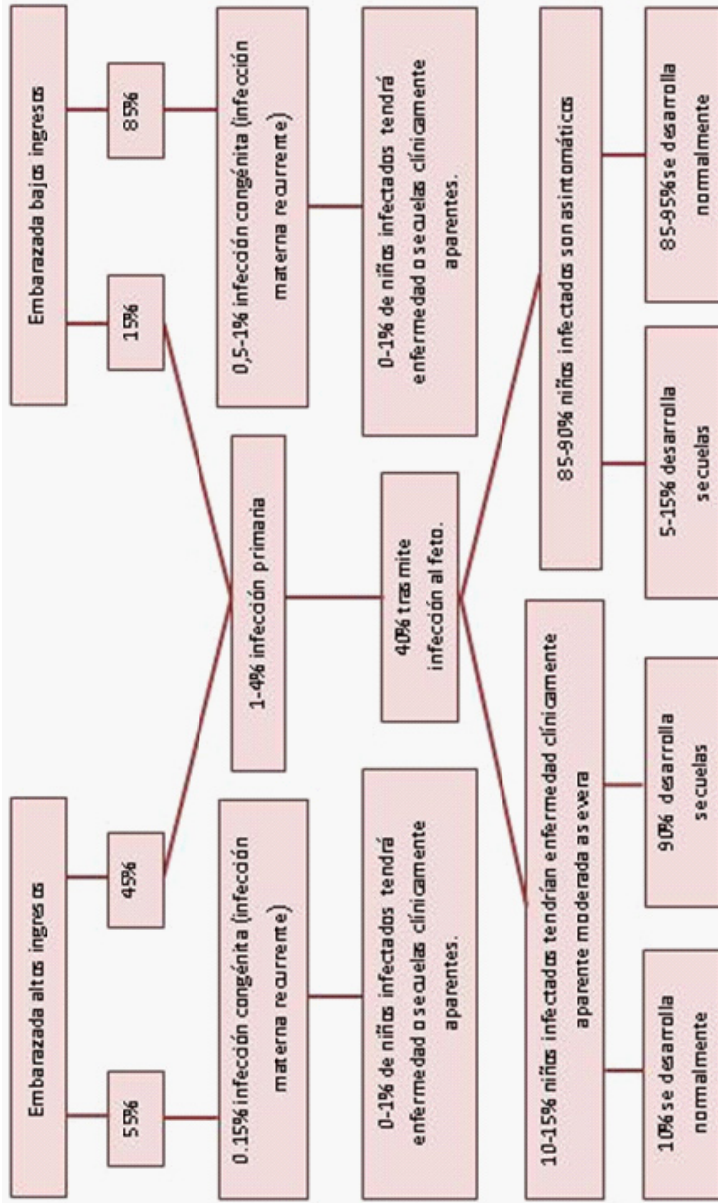 Embarazada altos ingresos
Embarazada bajos ingresos
55%
45%
15%
85%
0.15% infección congénita (infección
materna recurrente)
1-4% infección primaria
0,5-1% infección congénita (infección
materna recurrente)
0-1% de niños infectados tendrá
enfermedad o secuelas clínicamente
aparentes.
40% trasmite
infección al feto.
0-1% de niños infectados tendrá
enfermedad o secuelas clínicamente
aparentes.
10-15% niños infectados tendrían enfermedad clínicamente
aparente moderada a severa
85-90% niños infectados son asintomáticos
10% se desarrolla
normalmente
90% desarrolla
secuelas
5-15% desarrolla
secuelas
85-95% se desarrolla
normalmente